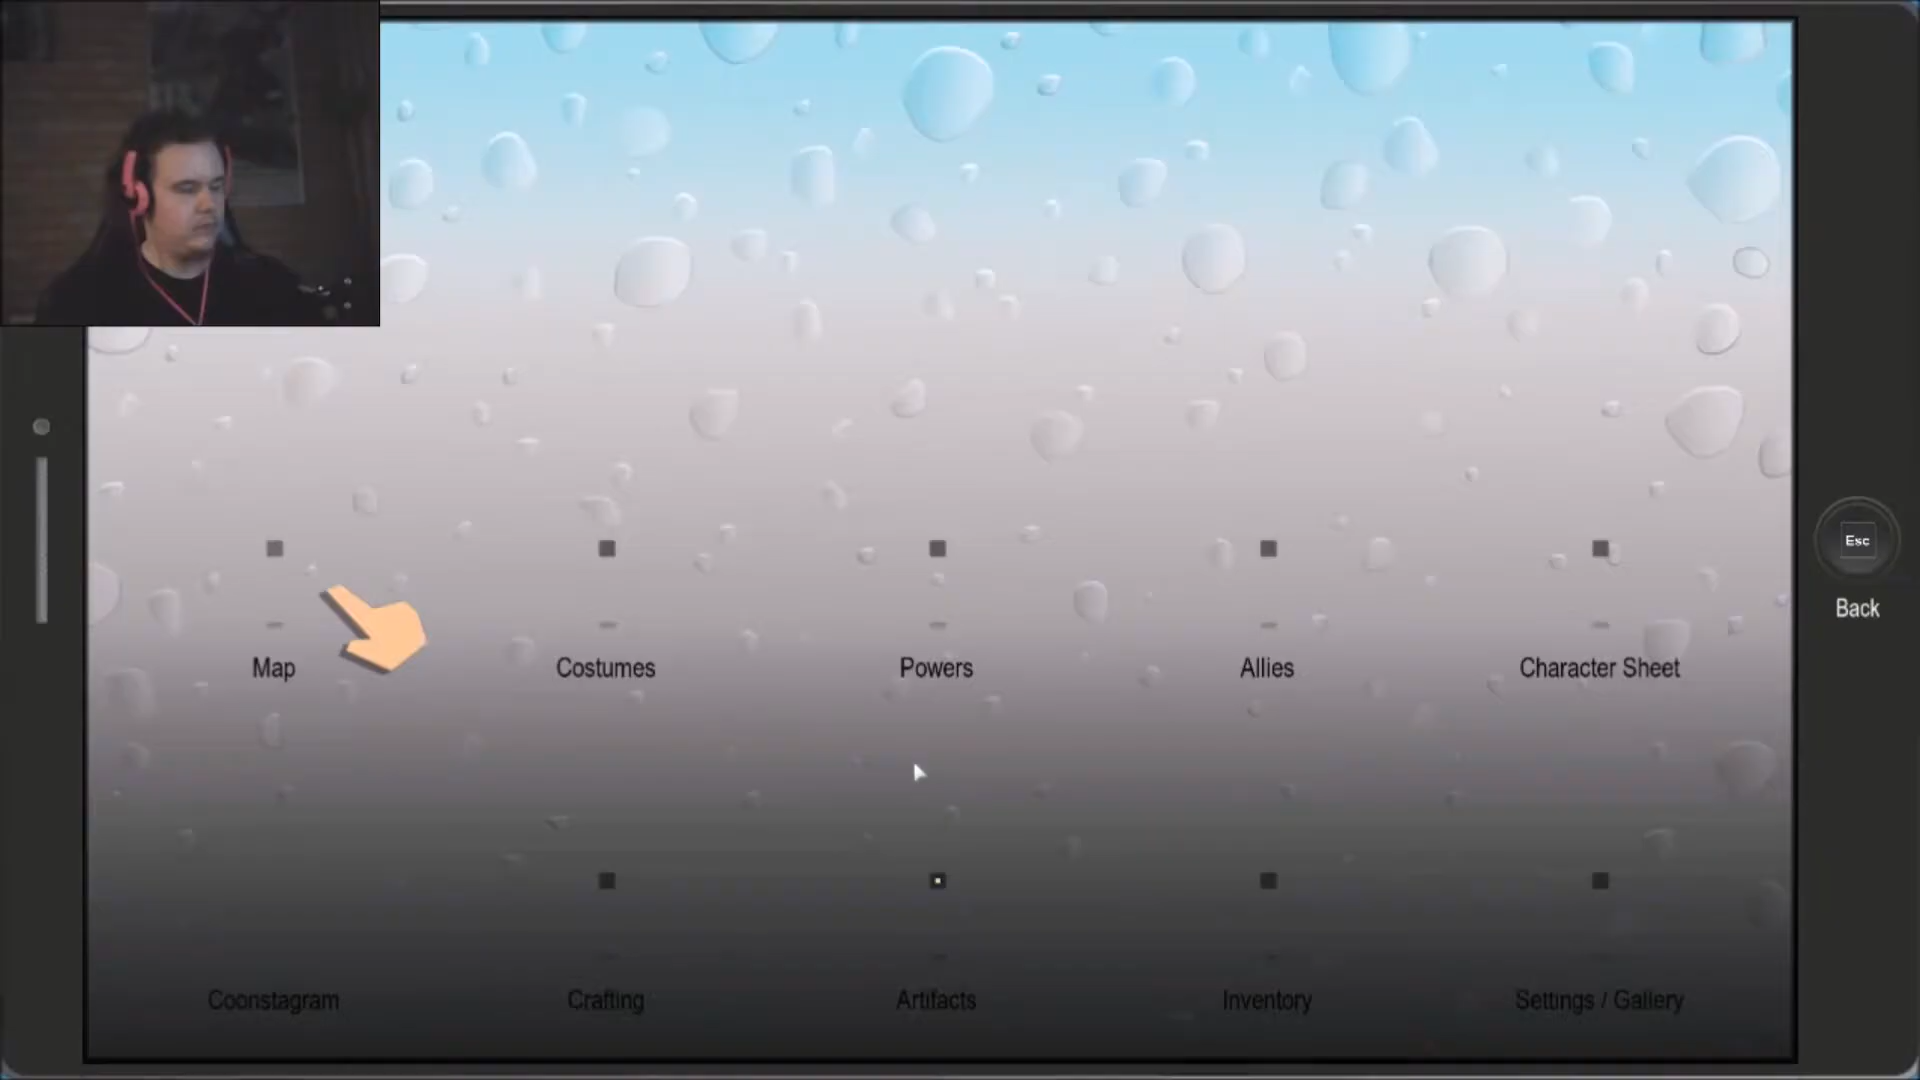 Esc
Back
Map
Costumes
Powers
Allies
Character Sheet
Coonstagram
Crafting
Artifacts
Inventory
Settings / Gallery